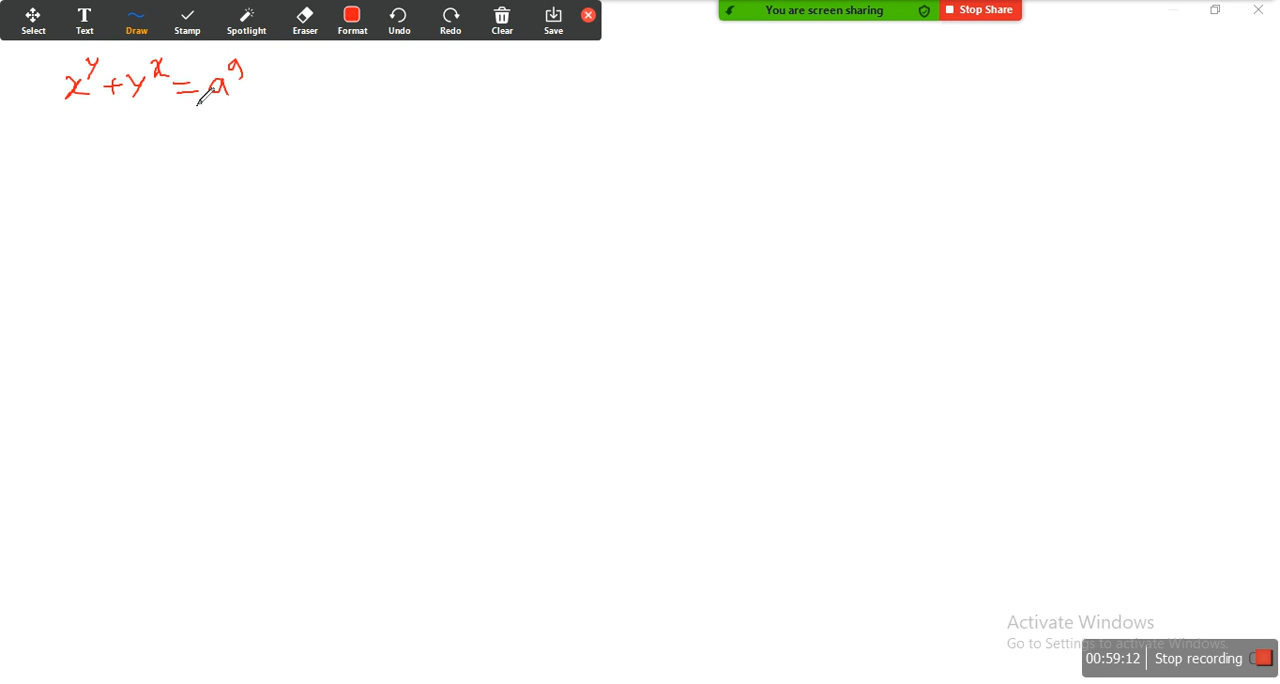 Select Text Draw Stamp Spotlight Eraser Format Undo Redo Clear Save
You are screen sharing Stop Share
x^y + y^x = a^9
Activate Windows
Go to Settings to activate Windows.
00:59:12 Stop recording